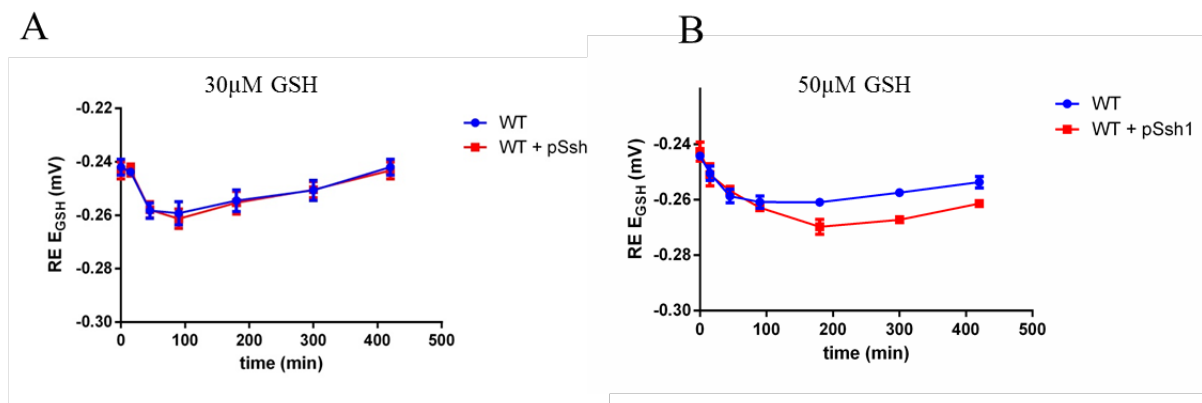 A
30µM GSH
RE E_GSH (mV)
-0.22
-0.24
-0.26
-0.28
-0.30
0 100 200 300 400 500
time (min)
WT
WT + pSsh
B
50µM GSH
RE E_GSH (mV)
-0.24
-0.26
-0.28
-0.30
0 100 200 300 400 500
time (min)
WT
WT + pSsh1